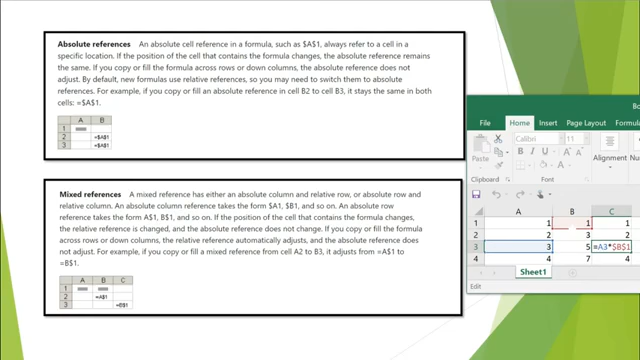 Absolute references An absolute cell reference in a formula, such as $A$1, always refer to a cell in a
specific location. If the position of the cell that contains the formula changes, the absolute reference remains
the same. If you copy or fill the formula across rows or down columns, the absolute reference does not
adjust. By default, new formulas use relative references, so you may need to switch them to absolute
references. For example, if you copy or fill an absolute reference in cell B2 to cell B3, it stays the same in both
cells: =$A$1.
A B
1
2 =$A$1
3 =$A$1
Mixed references A mixed reference has either an absolute column and relative row, or absolute row and
relative column. An absolute column reference takes the form $A1, $B1, and so on. An absolute row
reference takes the form A$1, B$1, and so on. If the position of the cell that contains the formula changes,
the relative reference is changed, and the absolute reference does not change. If you copy or fill the formula
across rows or down columns, the relative reference automatically adjusts, and the absolute reference does
not adjust. For example, if you copy or fill a mixed reference from cell A2 to B3, it adjusts from =A$1 to
=B$1.
A B C
1
2 =A$1
3 =B$1
File Home Insert Page Layout Formula
Calibri 11
Paste Alignment Num
Clipboard Font
A B C
1 1 1 1
2 2 3 2
3 3 5 =A3*$B$1
4 4 7 4
Sheet1
Edit